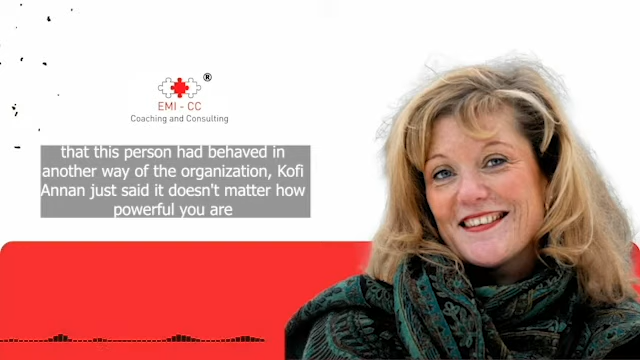 ®
EMI - CC
Coaching and Consulting
that this person had behaved in
another way of the organization, Kofi
Annan just said it doesn't matter how
powerful you are